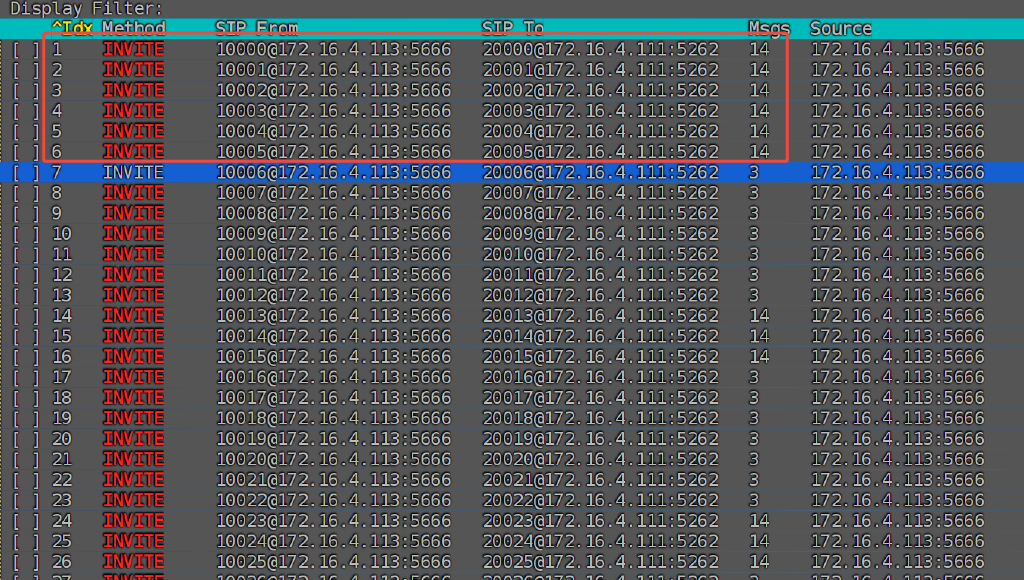 Display Filter:
^Idx Method SIP From SIP To Msgs Source
[ ] 1 INVITE 10000@172.16.4.113:5666 20000@172.16.4.111:5262 14 172.16.4.113:5666
[ ] 2 INVITE 10001@172.16.4.113:5666 20001@172.16.4.111:5262 14 172.16.4.113:5666
[ ] 3 INVITE 10002@172.16.4.113:5666 20002@172.16.4.111:5262 14 172.16.4.113:5666
[ ] 4 INVITE 10003@172.16.4.113:5666 20003@172.16.4.111:5262 14 172.16.4.113:5666
[ ] 5 INVITE 10004@172.16.4.113:5666 20004@172.16.4.111:5262 14 172.16.4.113:5666
[ ] 6 INVITE 10005@172.16.4.113:5666 20005@172.16.4.111:5262 14 172.16.4.113:5666
[ ] 7 INVITE 10006@172.16.4.113:5666 20006@172.16.4.111:5262 3 172.16.4.113:5666
[ ] 8 INVITE 10007@172.16.4.113:5666 20007@172.16.4.111:5262 3 172.16.4.113:5666
[ ] 9 INVITE 10008@172.16.4.113:5666 20008@172.16.4.111:5262 3 172.16.4.113:5666
[ ] 10 INVITE 10009@172.16.4.113:5666 20009@172.16.4.111:5262 3 172.16.4.113:5666
[ ] 11 INVITE 10010@172.16.4.113:5666 20010@172.16.4.111:5262 3 172.16.4.113:5666
[ ] 12 INVITE 10011@172.16.4.113:5666 20011@172.16.4.111:5262 3 172.16.4.113:5666
[ ] 13 INVITE 10012@172.16.4.113:5666 20012@172.16.4.111:5262 3 172.16.4.113:5666
[ ] 14 INVITE 10013@172.16.4.113:5666 20013@172.16.4.111:5262 14 172.16.4.113:5666
[ ] 15 INVITE 10014@172.16.4.113:5666 20014@172.16.4.111:5262 14 172.16.4.113:5666
[ ] 16 INVITE 10015@172.16.4.113:5666 20015@172.16.4.111:5262 14 172.16.4.113:5666
[ ] 17 INVITE 10016@172.16.4.113:5666 20016@172.16.4.111:5262 3 172.16.4.113:5666
[ ] 18 INVITE 10017@172.16.4.113:5666 20017@172.16.4.111:5262 3 172.16.4.113:5666
[ ] 19 INVITE 10018@172.16.4.113:5666 20018@172.16.4.111:5262 3 172.16.4.113:5666
[ ] 20 INVITE 10019@172.16.4.113:5666 20019@172.16.4.111:5262 3 172.16.4.113:5666
[ ] 21 INVITE 10020@172.16.4.113:5666 20020@172.16.4.111:5262 3 172.16.4.113:5666
[ ] 22 INVITE 10021@172.16.4.113:5666 20021@172.16.4.111:5262 3 172.16.4.113:5666
[ ] 23 INVITE 10022@172.16.4.113:5666 20022@172.16.4.111:5262 3 172.16.4.113:5666
[ ] 24 INVITE 10023@172.16.4.113:5666 20023@172.16.4.111:5262 14 172.16.4.113:5666
[ ] 25 INVITE 10024@172.16.4.113:5666 20024@172.16.4.111:5262 14 172.16.4.113:5666
[ ] 26 INVITE 10025@172.16.4.113:5666 20025@172.16.4.111:5262 14 172.16.4.113:5666